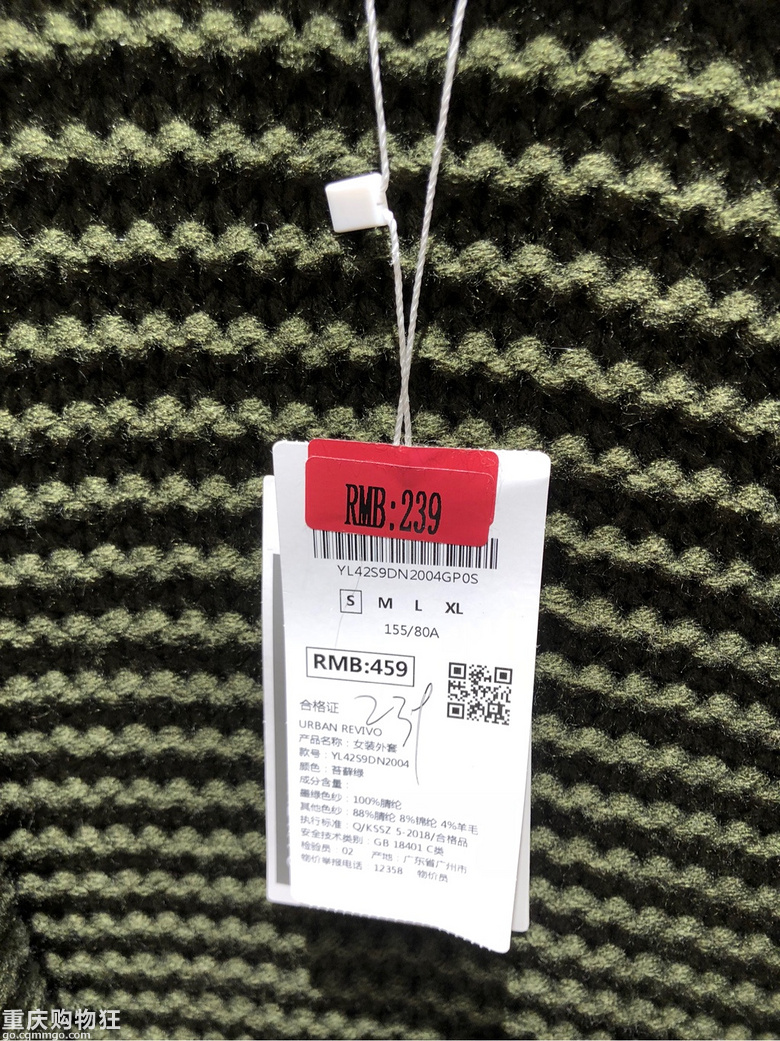 RMB:239
YL42S9DN2004GP0S
S M L XL
155/80A
RMB:459
239
合格证
URBAN REVIVO
产品名称：女装外套
款号：YL42S9DN2004
颜色：苔藓绿
成分含量：
墨绿色纱：100%腈纶
其他色纱：88%腈纶 8%锦纶 4%羊毛
执行标准 Q/KSSZ 5-2018/合格品
安全技术类别：GB 18401 C类
检验员：02 产地：广东省广州市
物价举报电话 12358 物价员
重庆购物狂
go.cqmmgo.com